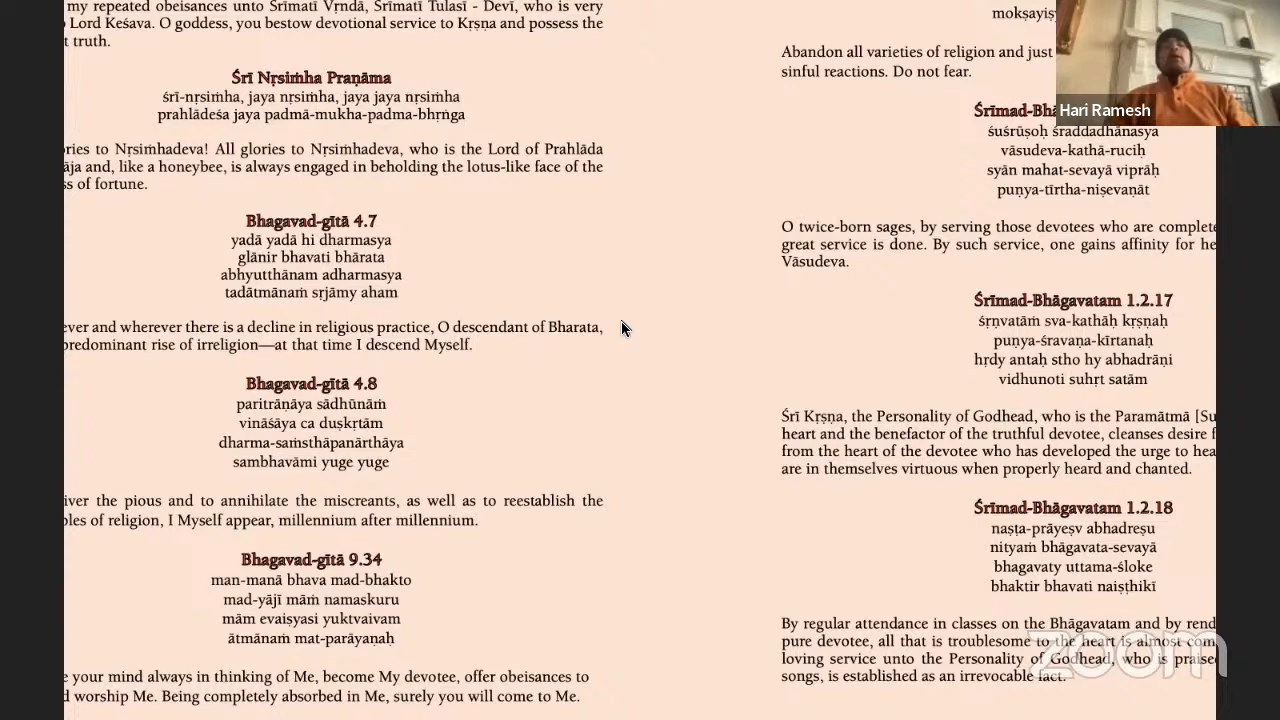 my repeated obeisances unto Śrīmatī Vṛndā, Śrīmatī Tulasī - Devī, who is very
Lord Keśava. O goddess, you bestow devotional service to Kṛṣṇa and possess the
t truth.
Śrī Nṛsiṁha Praṇāma
śrī-nṛsiṁha, jaya nṛsiṁha, jaya jaya nṛsiṁha
prahlādeśa jaya padmā-mukha-padma-bhṛṅga
ories to Nṛsiṁhadeva! All glories to Nṛsiṁhadeva, who is the Lord of Prahlāda
āja and, like a honeybee, is always engaged in beholding the lotus-like face of the
ss of fortune.
Bhagavad-gītā 4.7
yadā yadā hi dharmasya
glānir bhavati bhārata
abhyutthānam adharmasya
tadātmānaṁ sṛjāmy aham
ever and wherever there is a decline in religious practice, O descendant of Bharata,
predominant rise of irreligion—at that time I descend Myself.
Bhagavad-gītā 4.8
paritrāṇāya sādhūnāṁ
vināśāya ca duṣkṛtām
dharma-saṁsthāpanārthāya
sambhavāmi yuge yuge
iver the pious and to annihilate the miscreants, as well as to reestablish the
ples of religion, I Myself appear, millennium after millennium.
Bhagavad-gītā 9.34
man-manā bhava mad-bhakto
mad-yājī māṁ namaskuru
mām evaiṣyasi yuktvaivam
ātmānaṁ mat-parāyaṇaḥ
e your mind always in thinking of Me, become My devotee, offer obeisances to
d worship Me. Being completely absorbed in Me, surely you will come to Me.
mokṣayiṣy
Abandon all varieties of religion and just
sinful reactions. Do not fear.
Śrīmad-Bhā
śuśrūṣoḥ śraddadhānasya
vāsudeva-kathā-ruciḥ
syān mahat-sevayā viprāḥ
puṇya-tīrtha-niṣevaṇāt
O twice-born sages, by serving those devotees who are complete
great service is done. By such service, one gains affinity for he
Vāsudeva.
Śrīmad-Bhāgavatam 1.2.17
śṛṇvatāṁ sva-kathāḥ kṛṣṇaḥ
puṇya-śravaṇa-kīrtanaḥ
hṛdy antaḥ stho hy abhadrāṇi
vidhunoti suhṛt satām
Śrī Kṛṣṇa, the Personality of Godhead, who is the Paramātmā [Su
heart and the benefactor of the truthful devotee, cleanses desire f
from the heart of the devotee who has developed the urge to hea
are in themselves virtuous when properly heard and chanted.
Śrīmad-Bhāgavatam 1.2.18
naṣṭa-prāyeṣv abhadreṣu
nityaṁ bhāgavata-sevayā
bhagavaty uttama-śloke
bhaktir bhavati naiṣṭhikī
By regular attendance in classes on the Bhāgavatam and by rend
pure devotee, all that is troublesome to the heart is almost com
loving service unto the Personality of Godhead, who is praise
songs, is established as an irrevocable fact.
Hari Ramesh
zoom